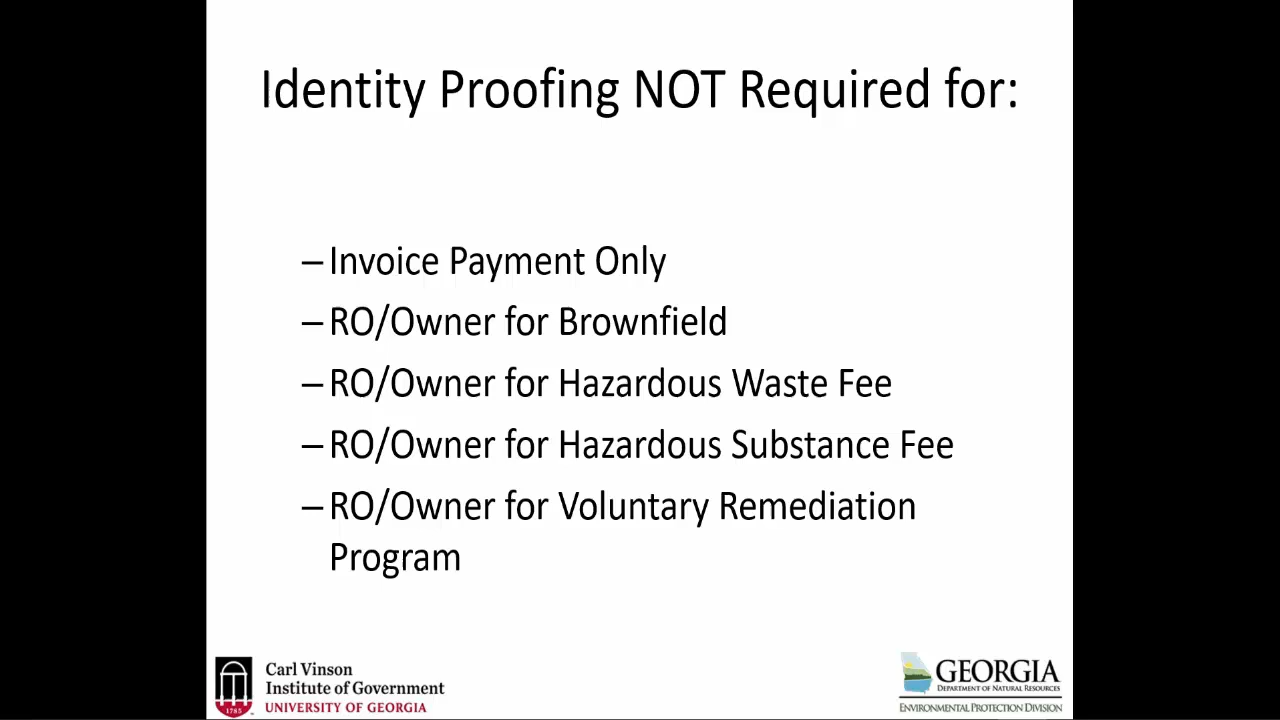 Identity Proofing NOT Required for:
–Invoice Payment Only
–RO/Owner for Brownfield
–RO/Owner for Hazardous Waste Fee
–RO/Owner for Hazardous Substance Fee
–RO/Owner for Voluntary Remediation
Program
1785
Carl Vinson
Institute of Government
UNIVERSITY OF GEORGIA
GEORGIA
DEPARTMENT OF NATURAL RESOURCES
ENVIRONMENTAL PROTECTION DIVISION